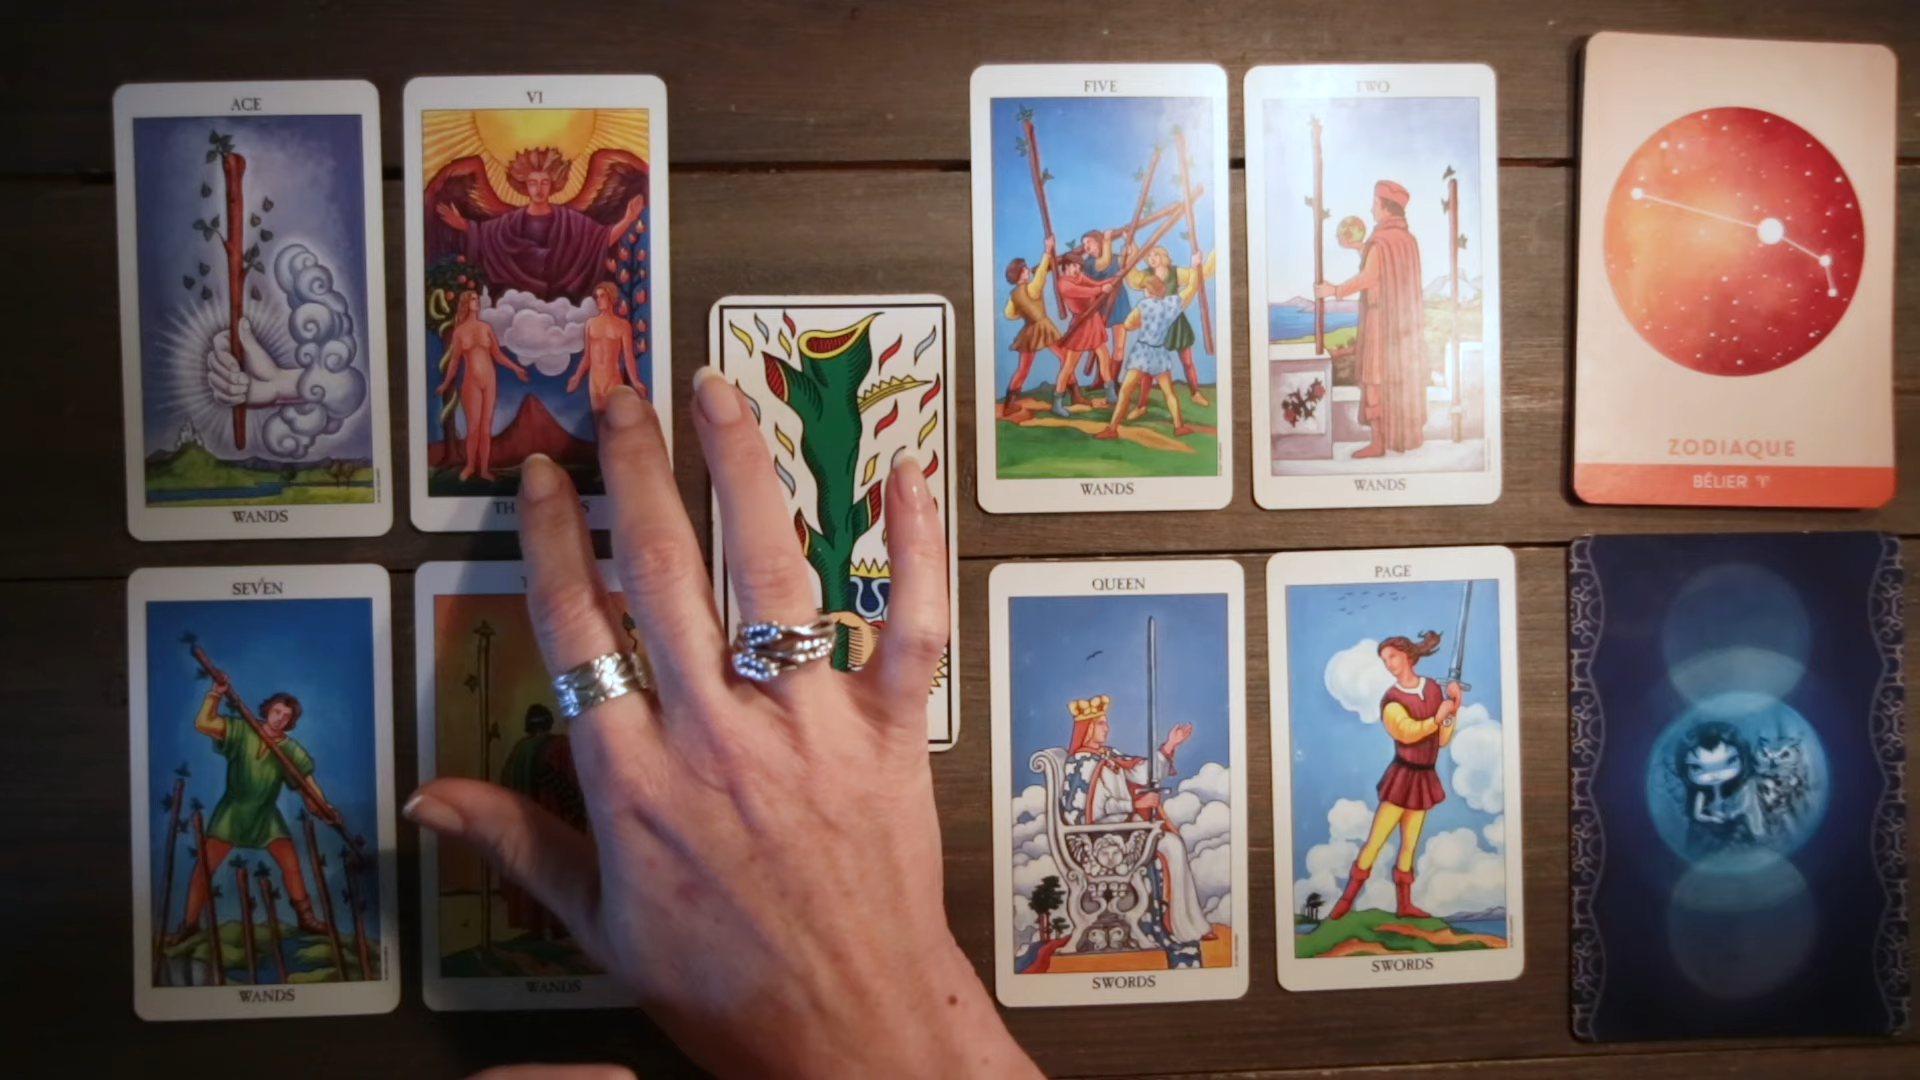 ACE
WANDS
VI
FIVE
WANDS
TWO
WANDS
ZODIAQUE
BÉLIER ♈
SEVEN
WANDS
WANDS
QUEEN
SWORDS
PAGE
SWORDS